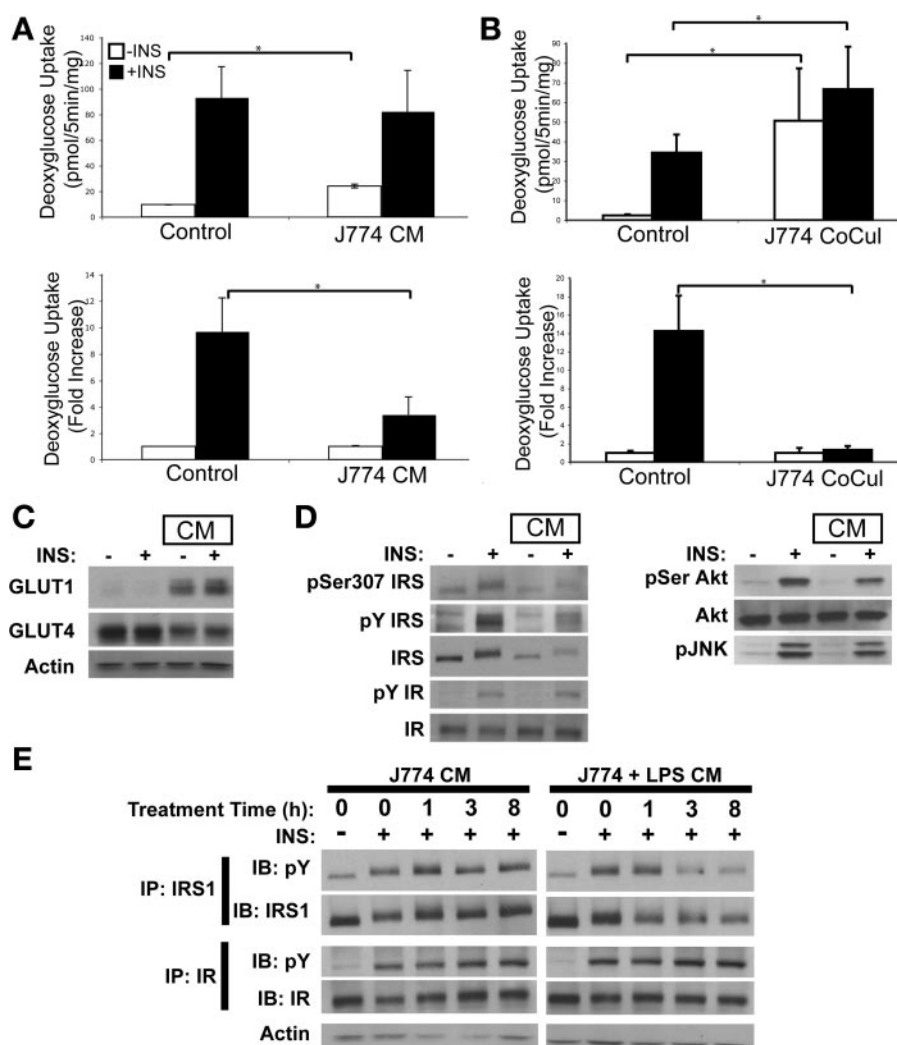 A
Deoxyglucose Uptake
(pmol/5min/mg)
120
100
80
60
40
20
0
-INS
+INS
*
Control
J774 CM
B
Deoxyglucose Uptake
(pmol/5min/mg)
100
90
80
70
60
50
40
30
20
10
0
*
*
Control
J774 CoCul
Deoxyglucose Uptake
(Fold Increase)
14
12
10
8
6
4
2
0
*
Control
J774 CM
Deoxyglucose Uptake
(Fold Increase)
20
18
16
14
12
10
8
6
4
2
0
*
Control
J774 CoCul
C
CM
INS: - + - +
GLUT1
GLUT4
Actin
D
CM
INS: - + - +
pSer307 IRS
pY IRS
IRS
pY IR
IR
CM
INS: - + - +
pSer Akt
Akt
pJNK
E
J774 CM
J774 + LPS CM
Treatment Time (h): 0 0 1 3 8 0 0 1 3 8
INS: - + + + + - + + + +
IP: IRS1
IB: pY
IB: IRS1
IP: IR
IB: pY
IB: IR
Actin